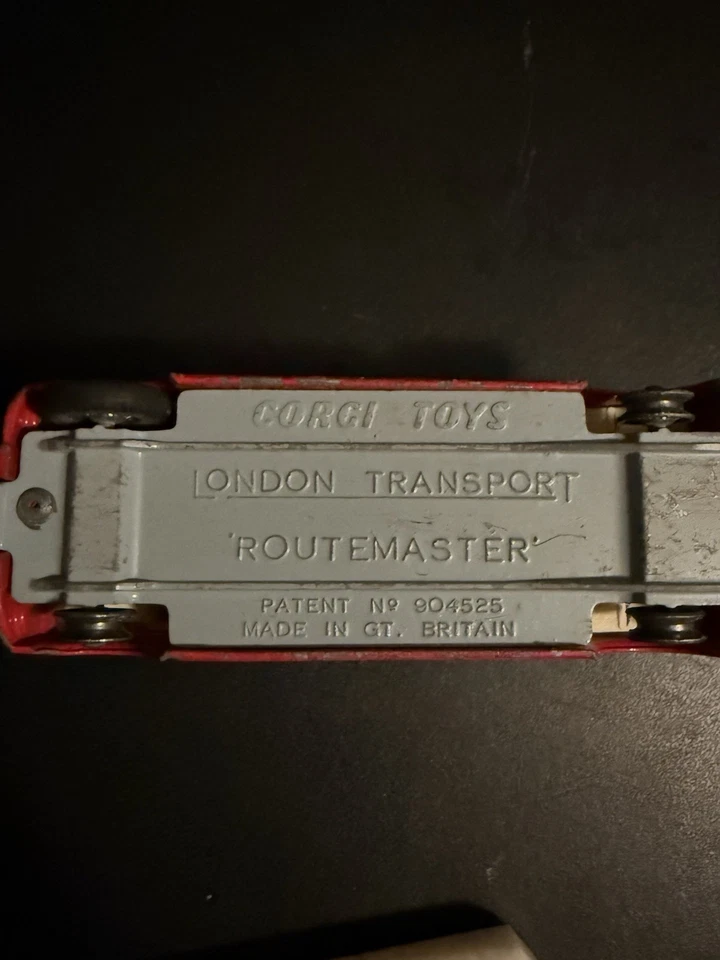 CORGI TOYS
LONDON TRANSPORT
'ROUTEMASTER'
PATENT Nº 904525
MADE IN GT. BRITAIN